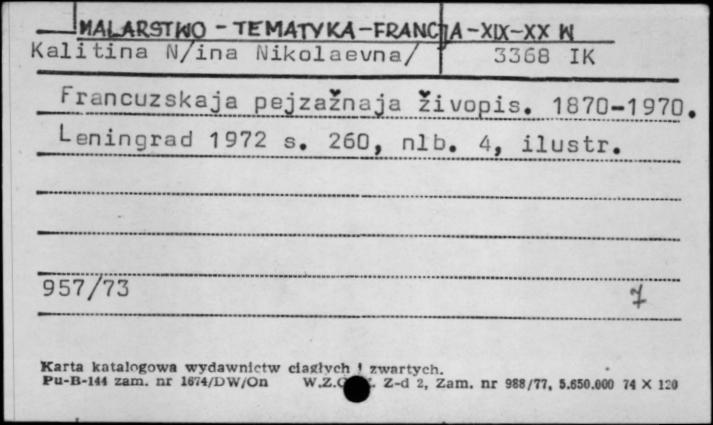 MALARSTWO - TEMATYKA - FRANCJA - XIX - XX W
Kalitina N/ina Nikolaevna/ 3368 IK
Francuzskaja pejzažnaja živopis. 1870-1970.
Leningrad 1972 s. 260, nlb. 4, ilustr.
957/73 7
Karta katalogowa wydawnictw ciągłych i zwartych.
Pu-B-144 zam. nr 1674/DW/On W.Z. Z-d 2, Zam. nr 988/77, 5.650.000 74 X 120